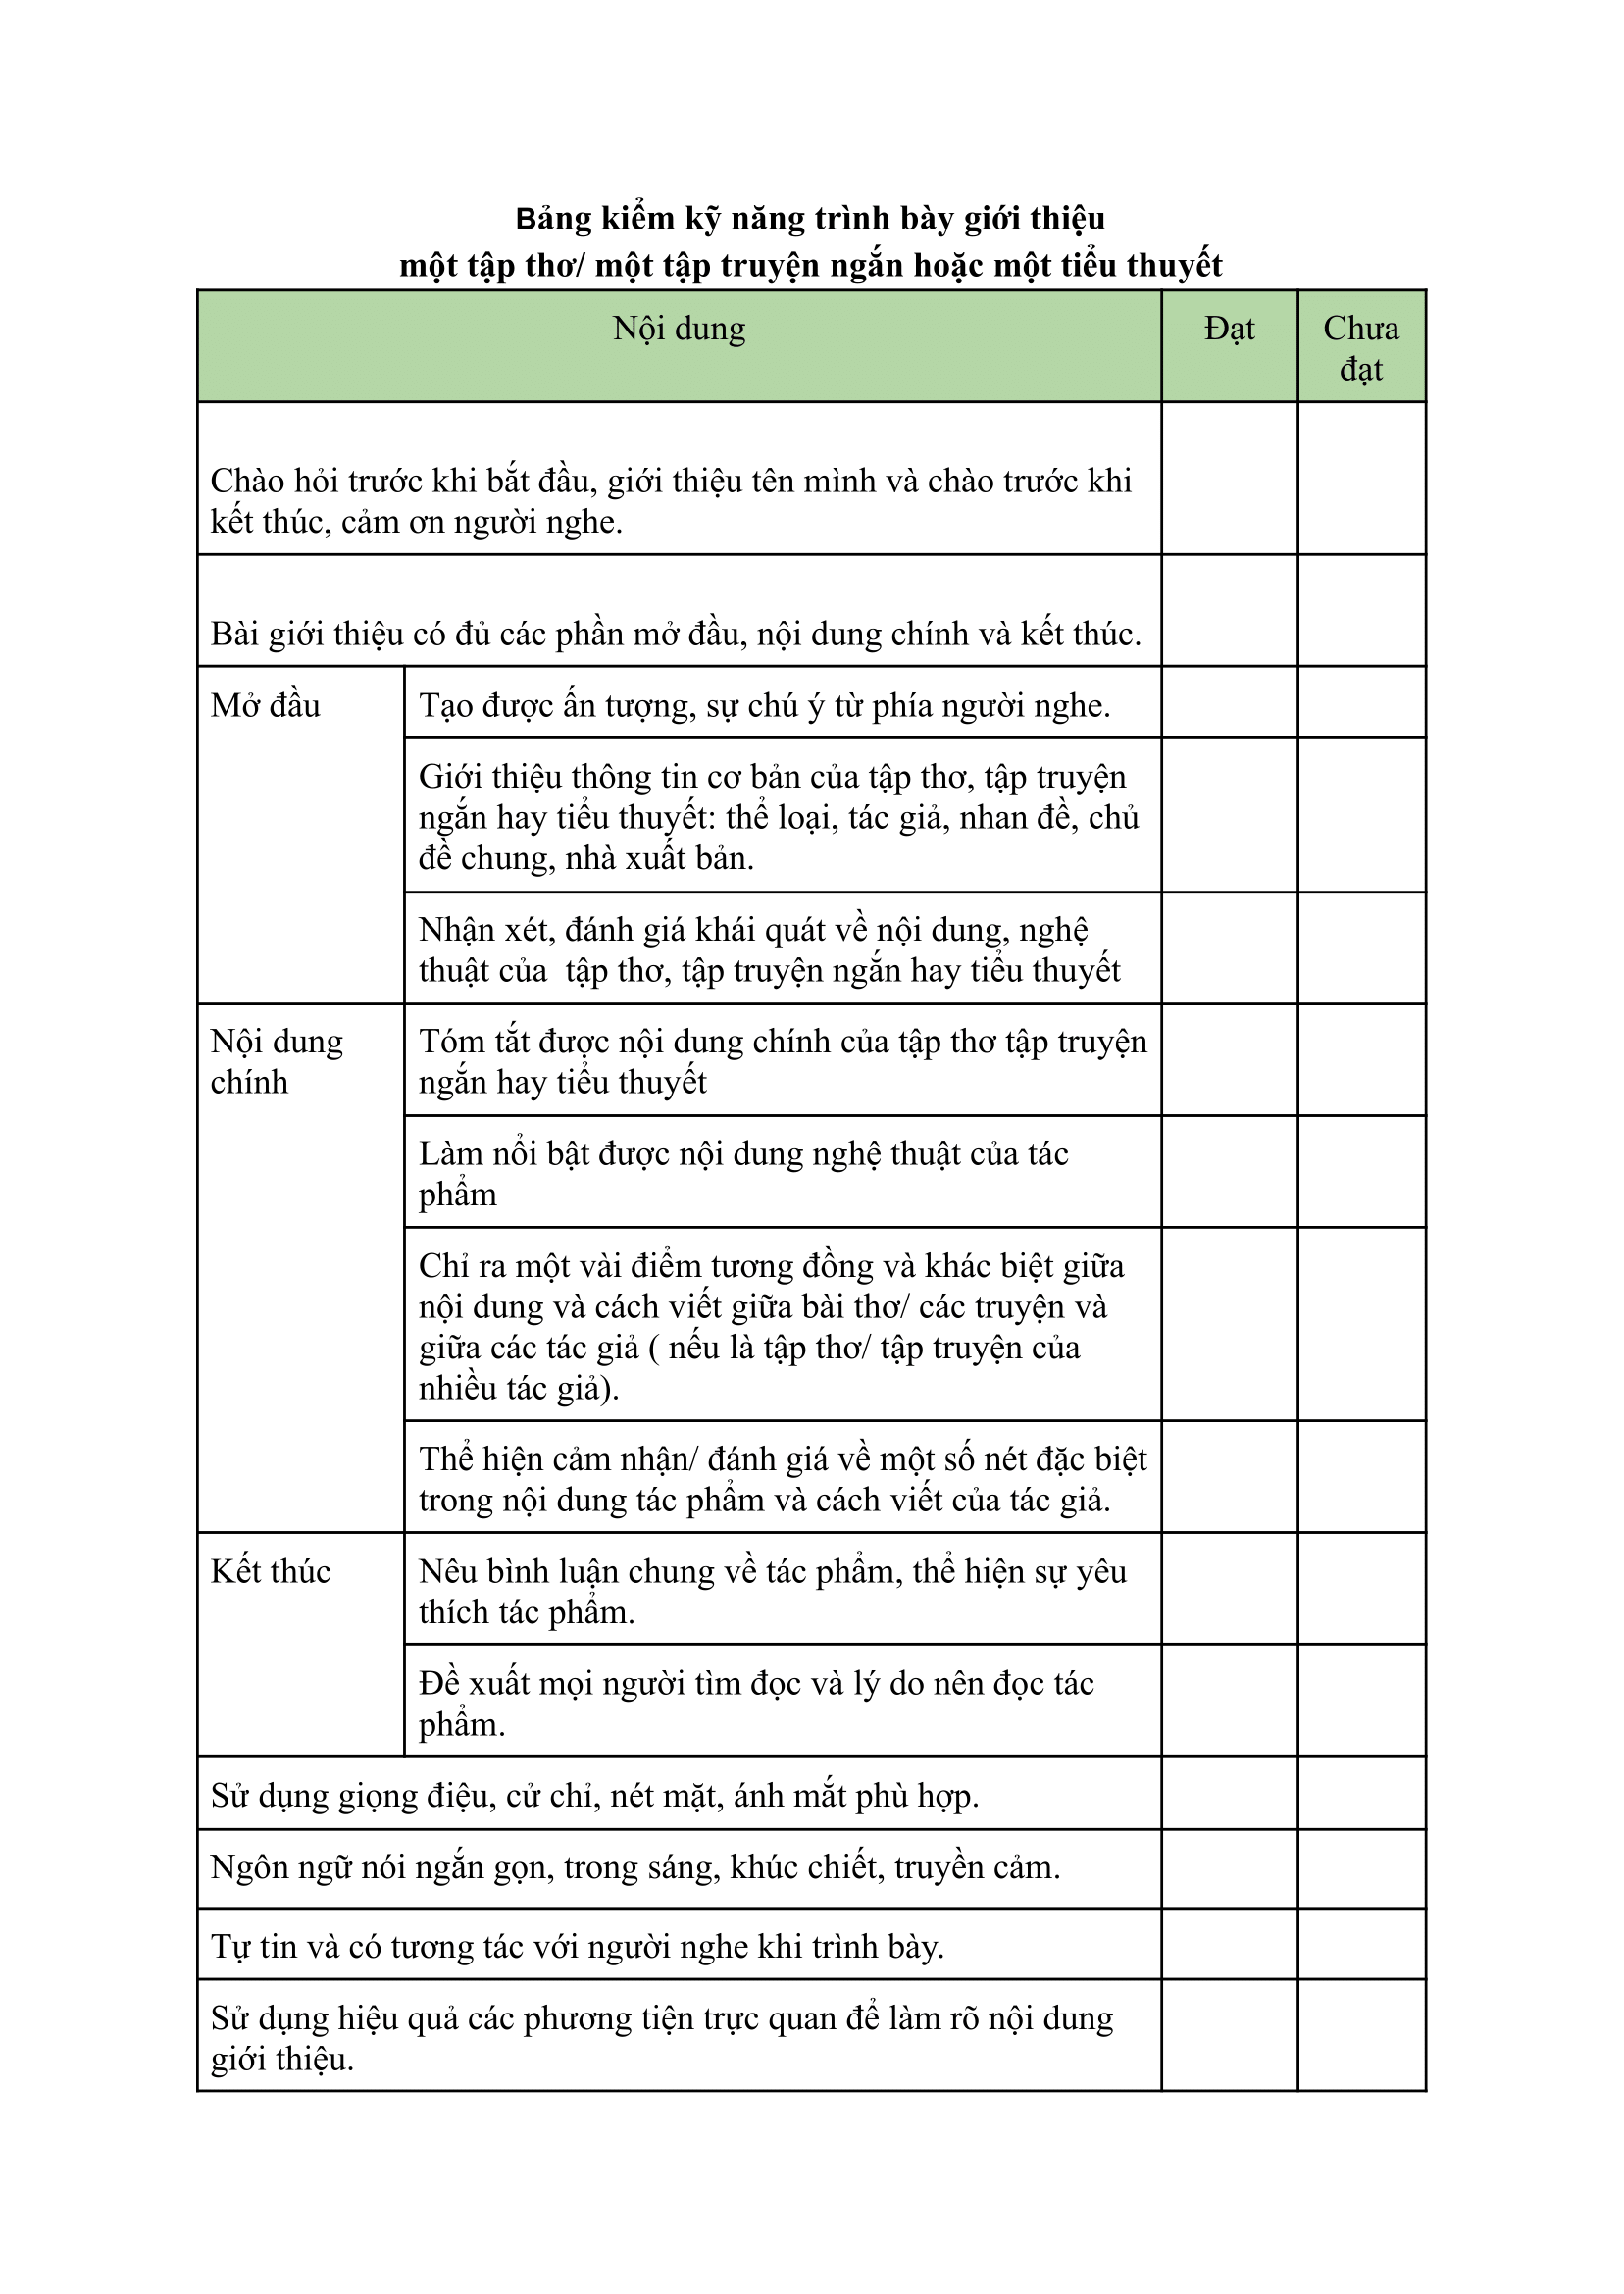 Bảng kiểm kỹ năng trình bày giới thiệu
một tập thơ/ một tập truyện ngắn hoặc một tiểu thuyết
Nội dung
Đạt
Chưa
đạt
Chào hỏi trước khi bắt đầu, giới thiệu tên mình và chào trước khi
kết thúc, cảm ơn người nghe.
Bài giới thiệu có đủ các phần mở đầu, nội dung chính và kết thúc.
Mở đầu
Tạo được ấn tượng, sự chú ý từ phía người nghe.
Giới thiệu thông tin cơ bản của tập thơ, tập truyện
ngắn hay tiểu thuyết: thể loại, tác giả, nhan đề, chủ
đề chung, nhà xuất bản.
Nhận xét, đánh giá khái quát về nội dung, nghệ
thuật của  tập thơ, tập truyện ngắn hay tiểu thuyết
Nội dung
chính
Tóm tắt được nội dung chính của tập thơ tập truyện
ngắn hay tiểu thuyết
Làm nổi bật được nội dung nghệ thuật của tác
phẩm
Chỉ ra một vài điểm tương đồng và khác biệt giữa
nội dung và cách viết giữa bài thơ/ các truyện và
giữa các tác giả ( nếu là tập thơ/ tập truyện của
nhiều tác giả).
Thể hiện cảm nhận/ đánh giá về một số nét đặc biệt
trong nội dung tác phẩm và cách viết của tác giả.
Kết thúc
Nêu bình luận chung về tác phẩm, thể hiện sự yêu
thích tác phẩm.
Đề xuất mọi người tìm đọc và lý do nên đọc tác
phẩm.
Sử dụng giọng điệu, cử chỉ, nét mặt, ánh mắt phù hợp.
Ngôn ngữ nói ngắn gọn, trong sáng, khúc chiết, truyền cảm.
Tự tin và có tương tác với người nghe khi trình bày.
Sử dụng hiệu quả các phương tiện trực quan để làm rõ nội dung
giới thiệu.